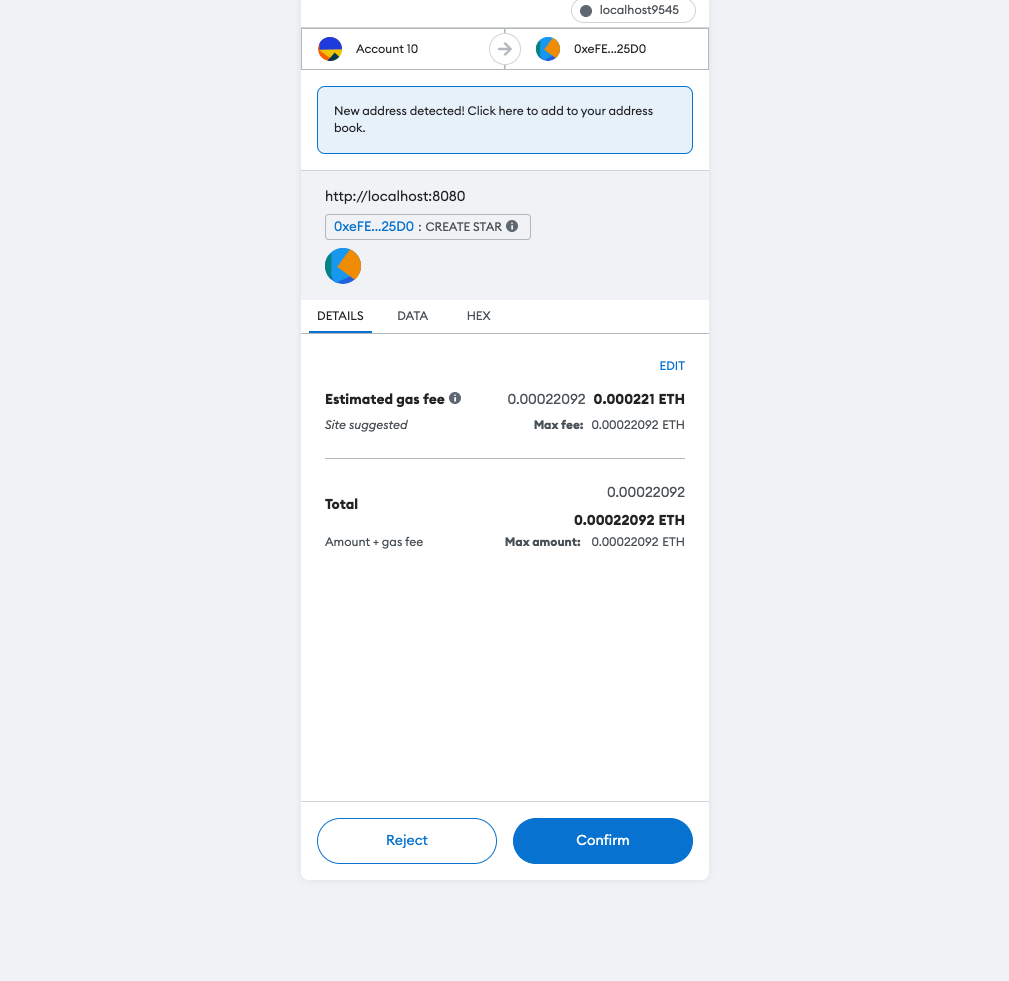 localhost9545
Account 10
0xeFE...25D0
New address detected! Click here to add to your address
book.
http://localhost:8080
0xeFE...25D0 : CREATE STAR
DETAILS DATA HEX
EDIT
Estimated gas fee 0.00022092 0.000221 ETH
Site suggested Max fee: 0.00022092 ETH
0.00022092
Total
0.00022092 ETH
Amount + gas fee Max amount: 0.00022092 ETH
Reject Confirm